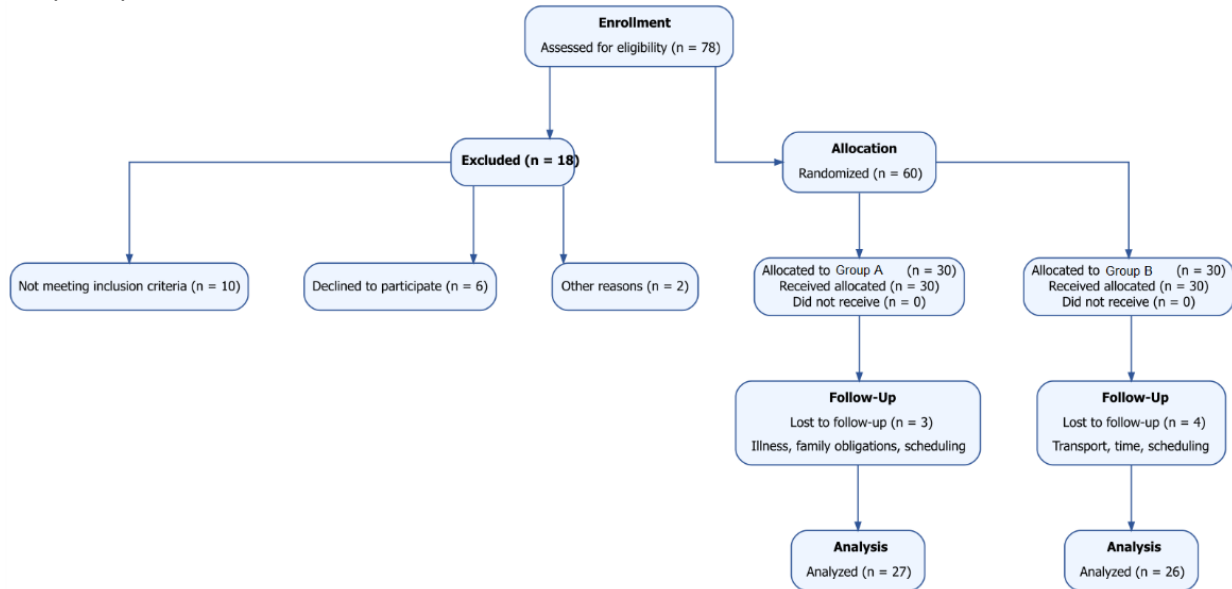 Enrollment
Assessed for eligibility (n = 78)
Excluded (n = 18)
Allocation
Randomized (n = 60)
Not meeting inclusion criteria (n = 10)
Declined to participate (n = 6)
Other reasons (n = 2)
Allocated to Group A (n = 30)
Received allocated (n = 30)
Did not receive (n = 0)
Allocated to Group B (n = 30)
Received allocated (n = 30)
Did not receive (n = 0)
Follow-Up
Lost to follow-up (n = 3)
Illness, family obligations, scheduling
Follow-Up
Lost to follow-up (n = 4)
Transport, time, scheduling
Analysis
Analyzed (n = 27)
Analysis
Analyzed (n = 26)